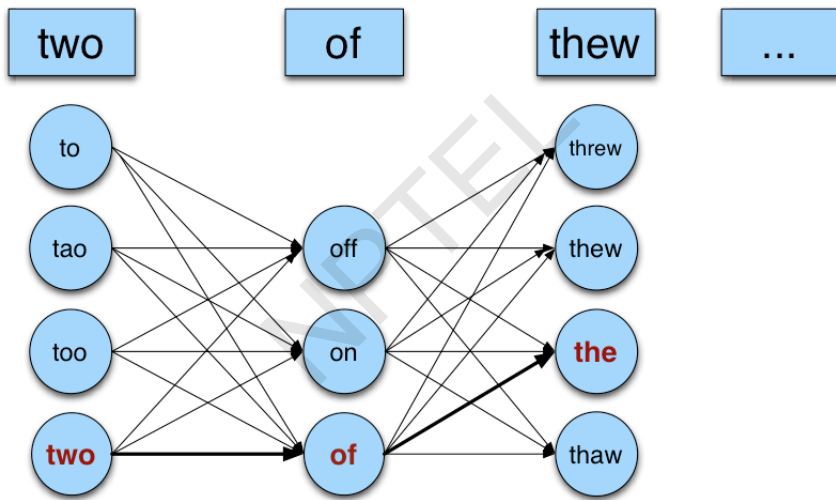 two of thew ...
to threw
tao off thew
too on the
two of thaw
NPTEL